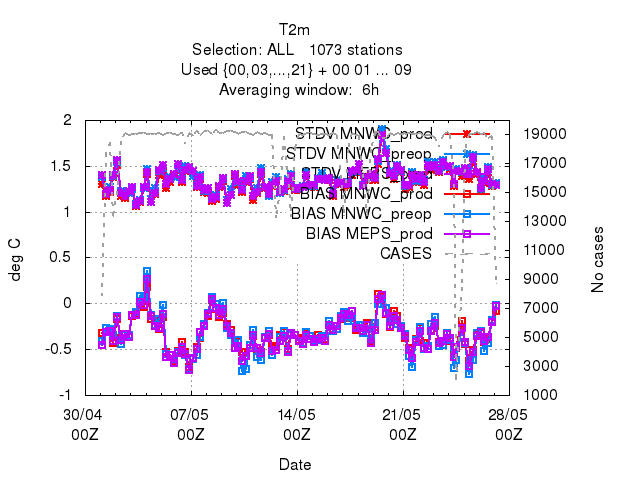 T2m
Selection: ALL 1073 stations
Used {00,03,...,21} + 00 01 ... 09
Averaging window: 6h
2
1.5
1
0.5
0
-0.5
-1
deg C
STDV MNWC_prod
STDV MNWC_preop
STDV MEPS_prod
BIAS MNWC_prod
BIAS MNWC_preop
BIAS MEPS_prod
CASES
19000
17000
15000
13000
11000
9000
7000
5000
3000
1000
No cases
30/04 07/05 14/05 21/05 28/05
00Z 00Z 00Z 00Z 00Z
Date